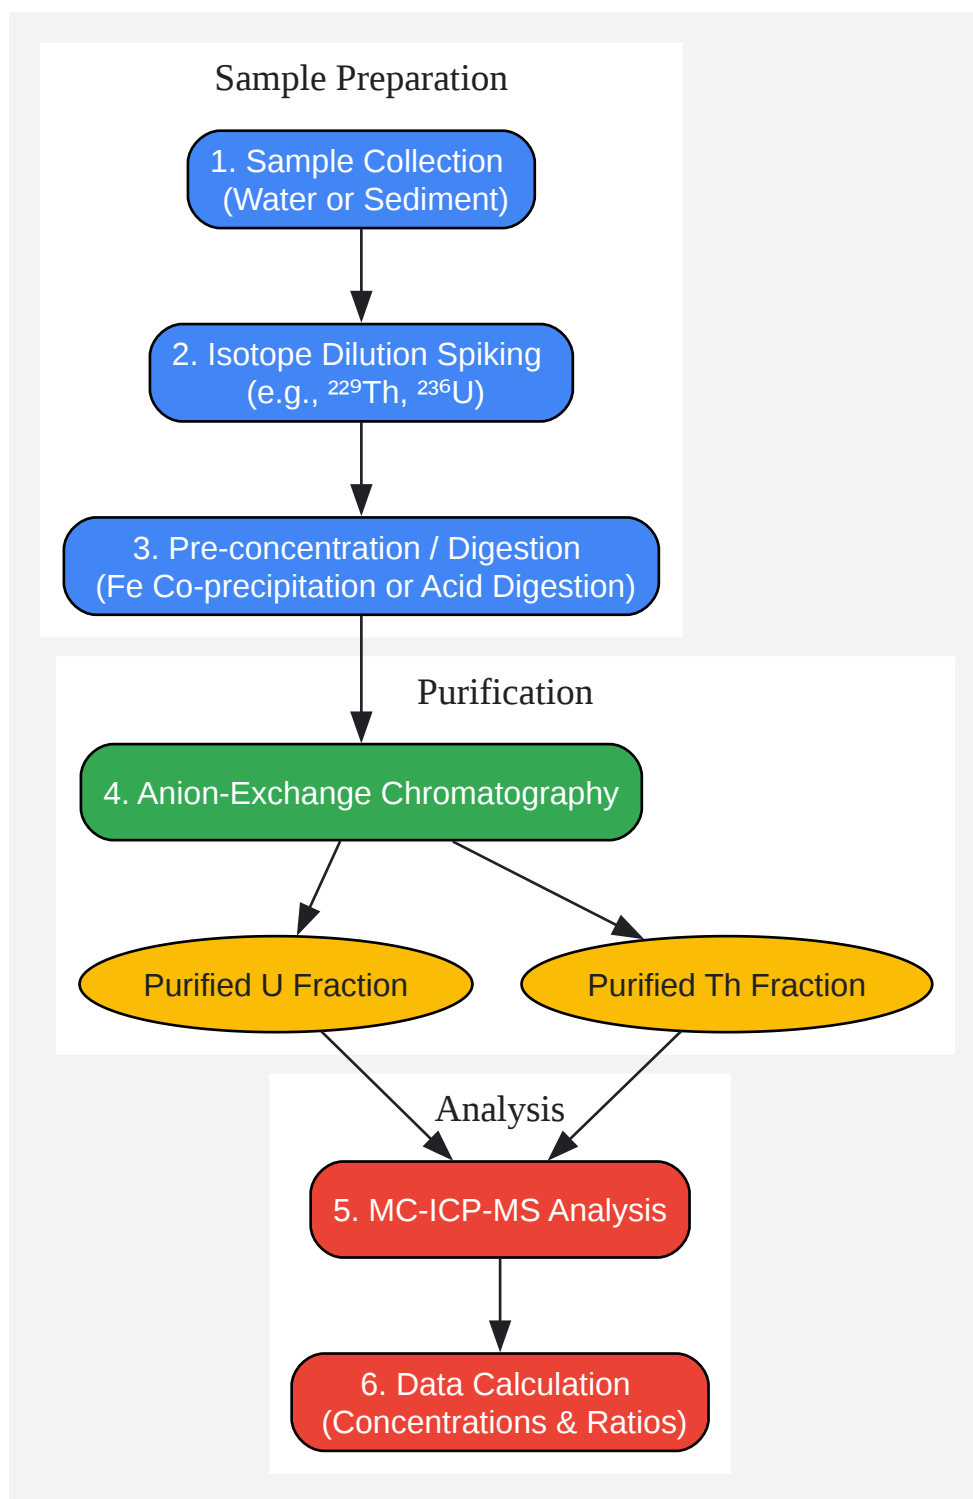 Sample Preparation
1. Sample Collection
(Water or Sediment)
2. Isotope Dilution Spiking
(e.g., ²²⁹Th, ²³⁶U)
3. Pre-concentration / Digestion
(Fe Co-precipitation or Acid Digestion)
Purification
4. Anion-Exchange Chromatography
Purified U Fraction
Purified Th Fraction
Analysis
5. MC-ICP-MS Analysis
6. Data Calculation
(Concentrations & Ratios)